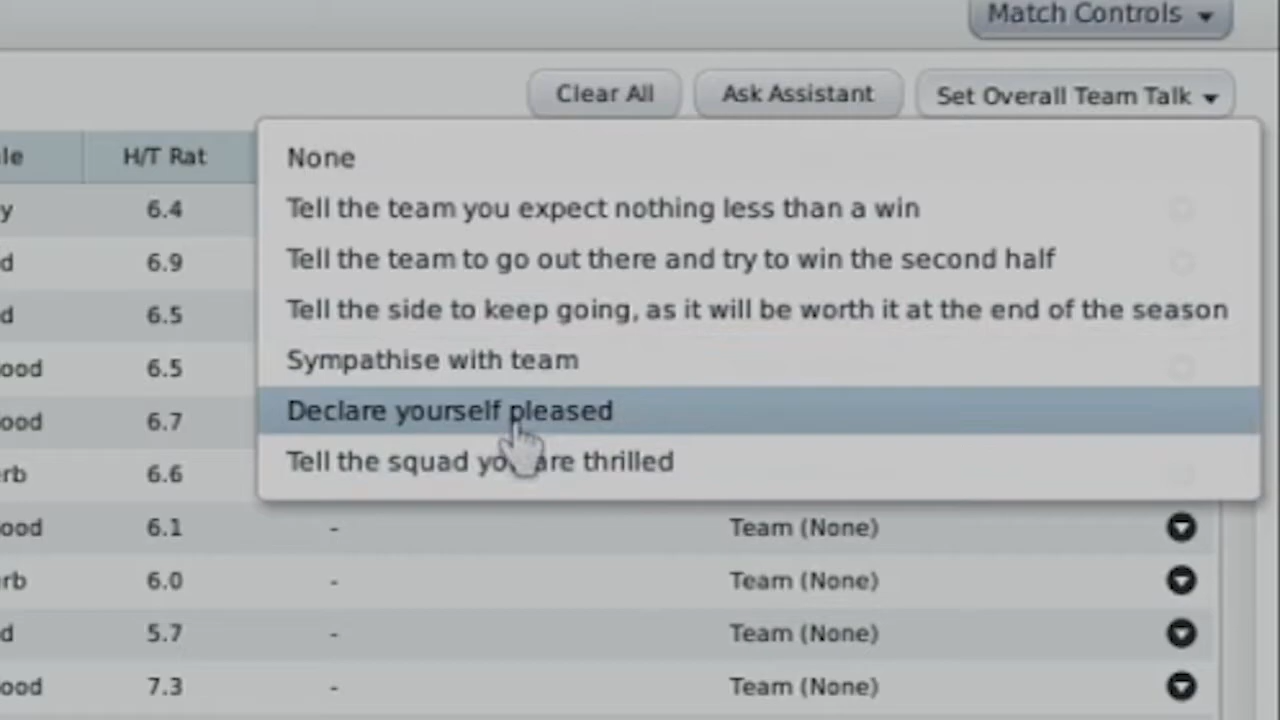 Match Controls
Clear All Ask Assistant Set Overall Team Talk
le H/T Rat
None
y 6.4
Tell the team you expect nothing less than a win
d 6.9
Tell the team to go out there and try to win the second half
d 6.5
Tell the side to keep going, as it will be worth it at the end of the season
ood 6.5
Sympathise with team
ood 6.7
Declare yourself pleased
rb 6.6
Tell the squad you are thrilled
ood 6.1 - Team (None)
rb 6.0 - Team (None)
d 5.7 - Team (None)
ood 7.3 - Team (None)